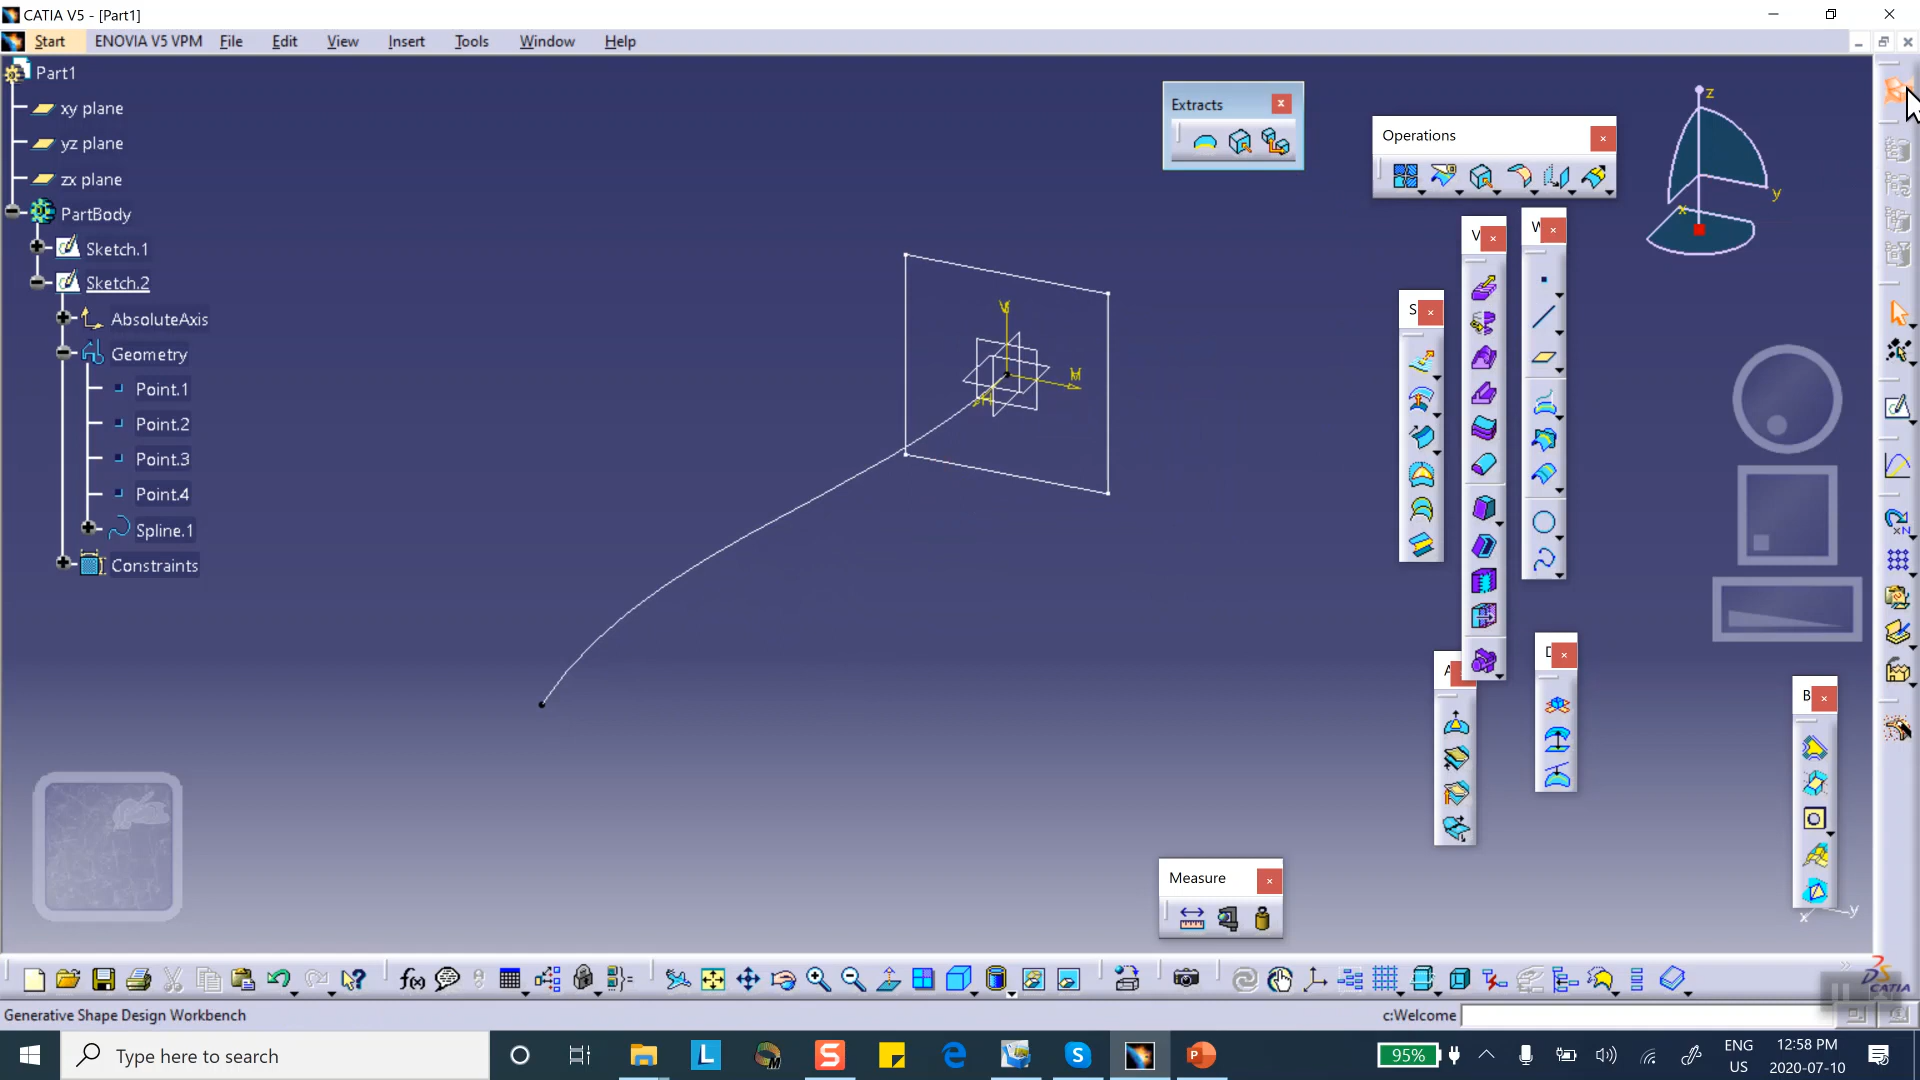 CATIA V5 - [Part1]
Start ENOVIA V5 VPM File Edit View Insert Tools Window Help
Part1
xy plane
yz plane
zx plane
PartBody
Sketch.1
Sketch.2
AbsoluteAxis
Geometry
Point.1
Point.2
Point.3
Point.4
Spline.1
Constraints
Extracts
Operations
z
y
x
V
H
S
A
D
B
Measure
x y
f(x)
CATIA
Generative Shape Design Workbench
c:Welcome
Type here to search
L
S
95%
ENG
US
12:58 PM
2020-07-10